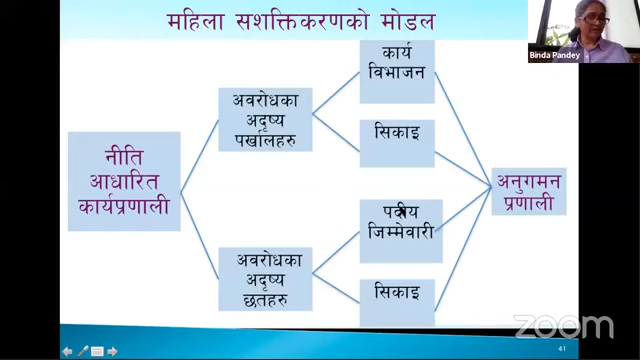 महिला सशक्तिकरणको मोडल
Binda Pandey
नीति
आधारित
कार्यप्रणाली
अवरोधका
अदृष्य
पर्खालहरु
अवरोधका
अदृष्य
छतहरु
कार्य
विभाजन
सिकाइ
पदीय
जिम्मेवारी
सिकाइ
अनुगमन
प्रणाली
zoom
41